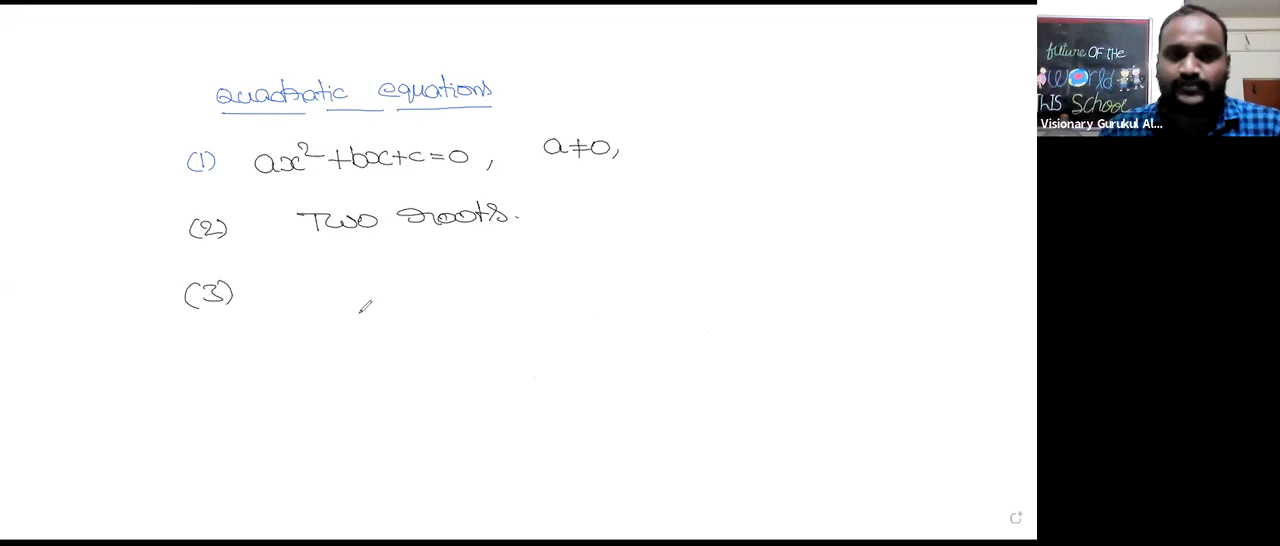 quadratic equations
(1) ax²+bx+c=0, a≠0,
(2) Two roots.
(3)
future OF the
world
THIS School
Visionary Gurukul Al...